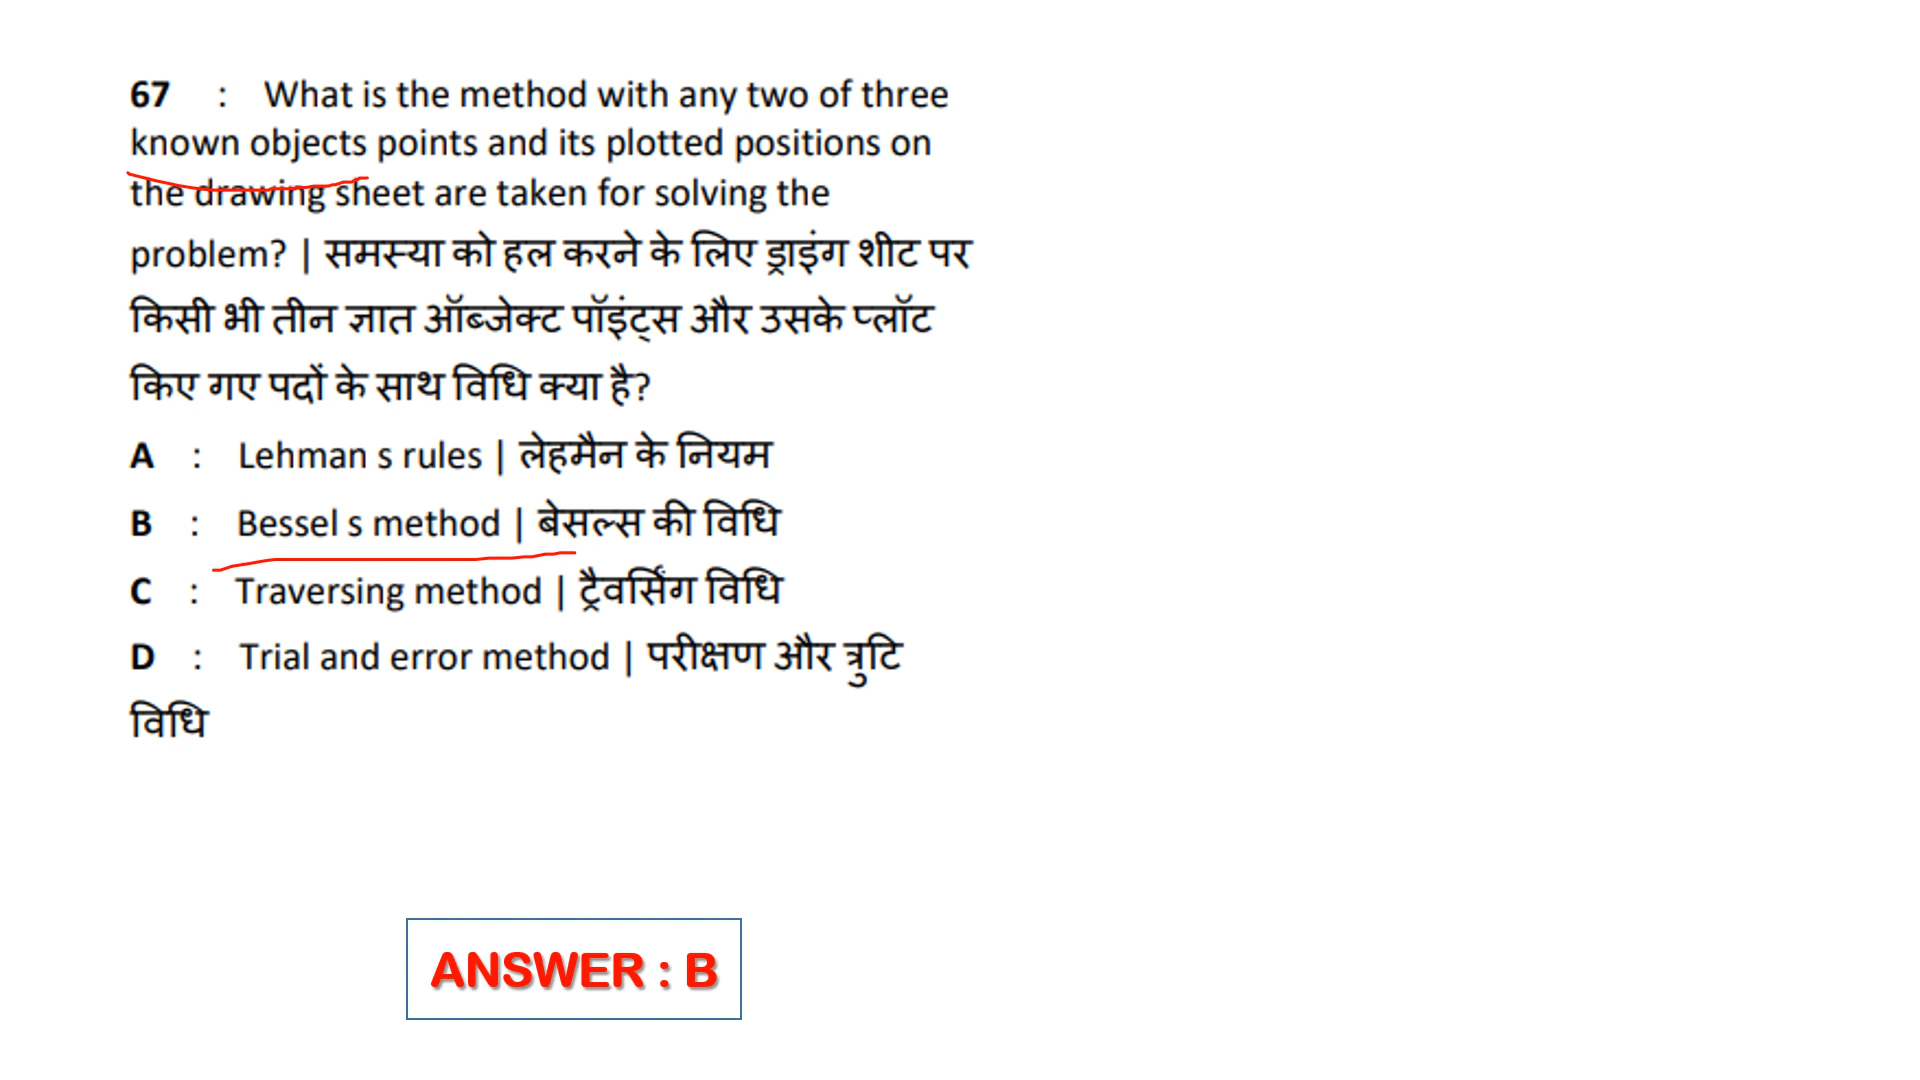 67 : What is the method with any two of three
known objects points and its plotted positions on
the drawing sheet are taken for solving the
problem? | समस्या को हल करने के लिए ड्राइंग शीट पर
किसी भी तीन ज्ञात ऑब्जेक्ट पॉइंट्स और उसके प्लॉट
किए गए पदों के साथ विधि क्या है?
A : Lehman s rules | लेहमैन के नियम
B : Bessel s method | बेसल्स की विधि
C : Traversing method | ट्रैवर्सिंग विधि
D : Trial and error method | परीक्षण और त्रुटि
विधि
ANSWER : B